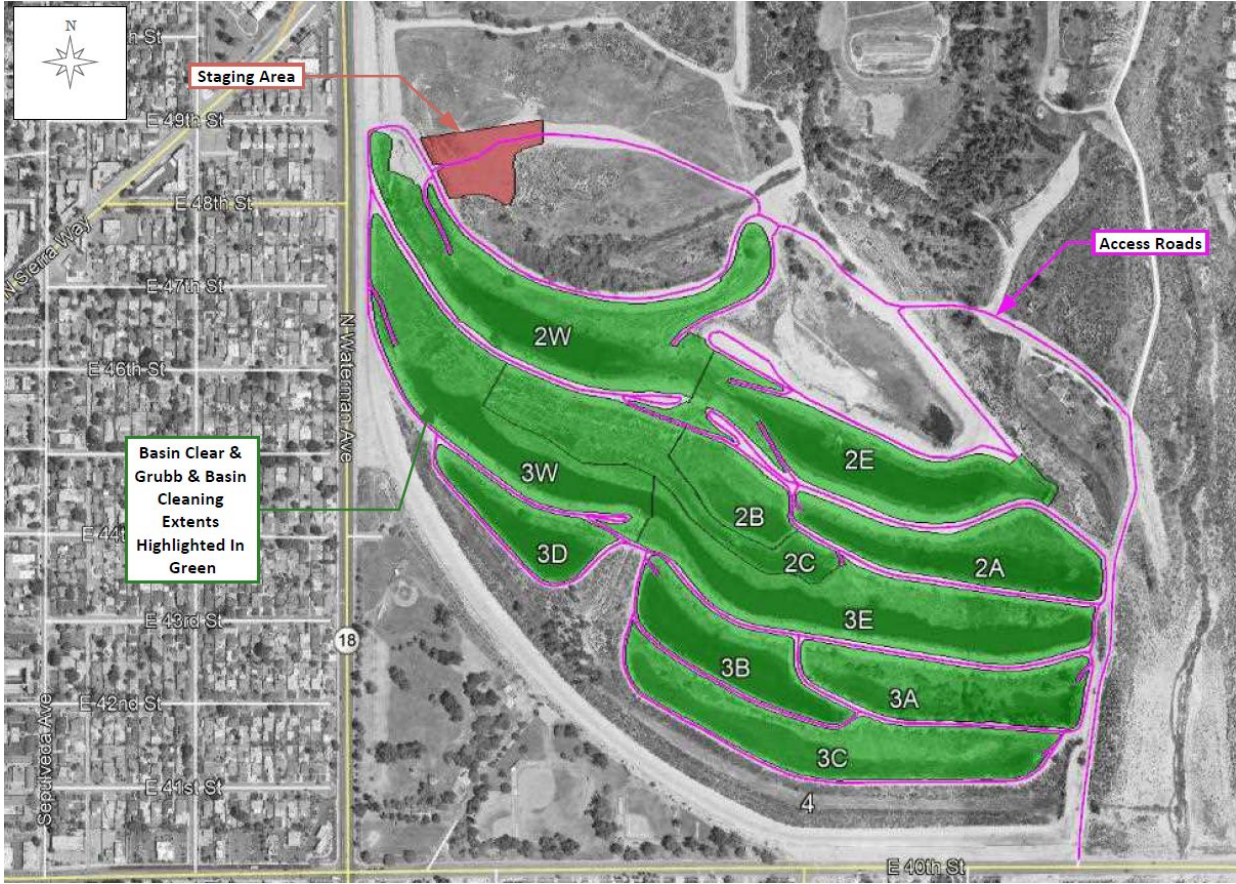 N
h St
Staging Area
E 49th St
E 48th St
N Sierra Way
Access Roads
E 47th St
N Waterman Ave
2W
E 46th St
Basin Clear &
Grubb & Basin
Cleaning
Extents
Highlighted In
Green
3W
2E
2B
E 44t
3D
2C
2A
E 43rd St
3E
18
3B
3A
E 42nd St
Sepulveda Ave
3C
E 41st St
4
E 40th St